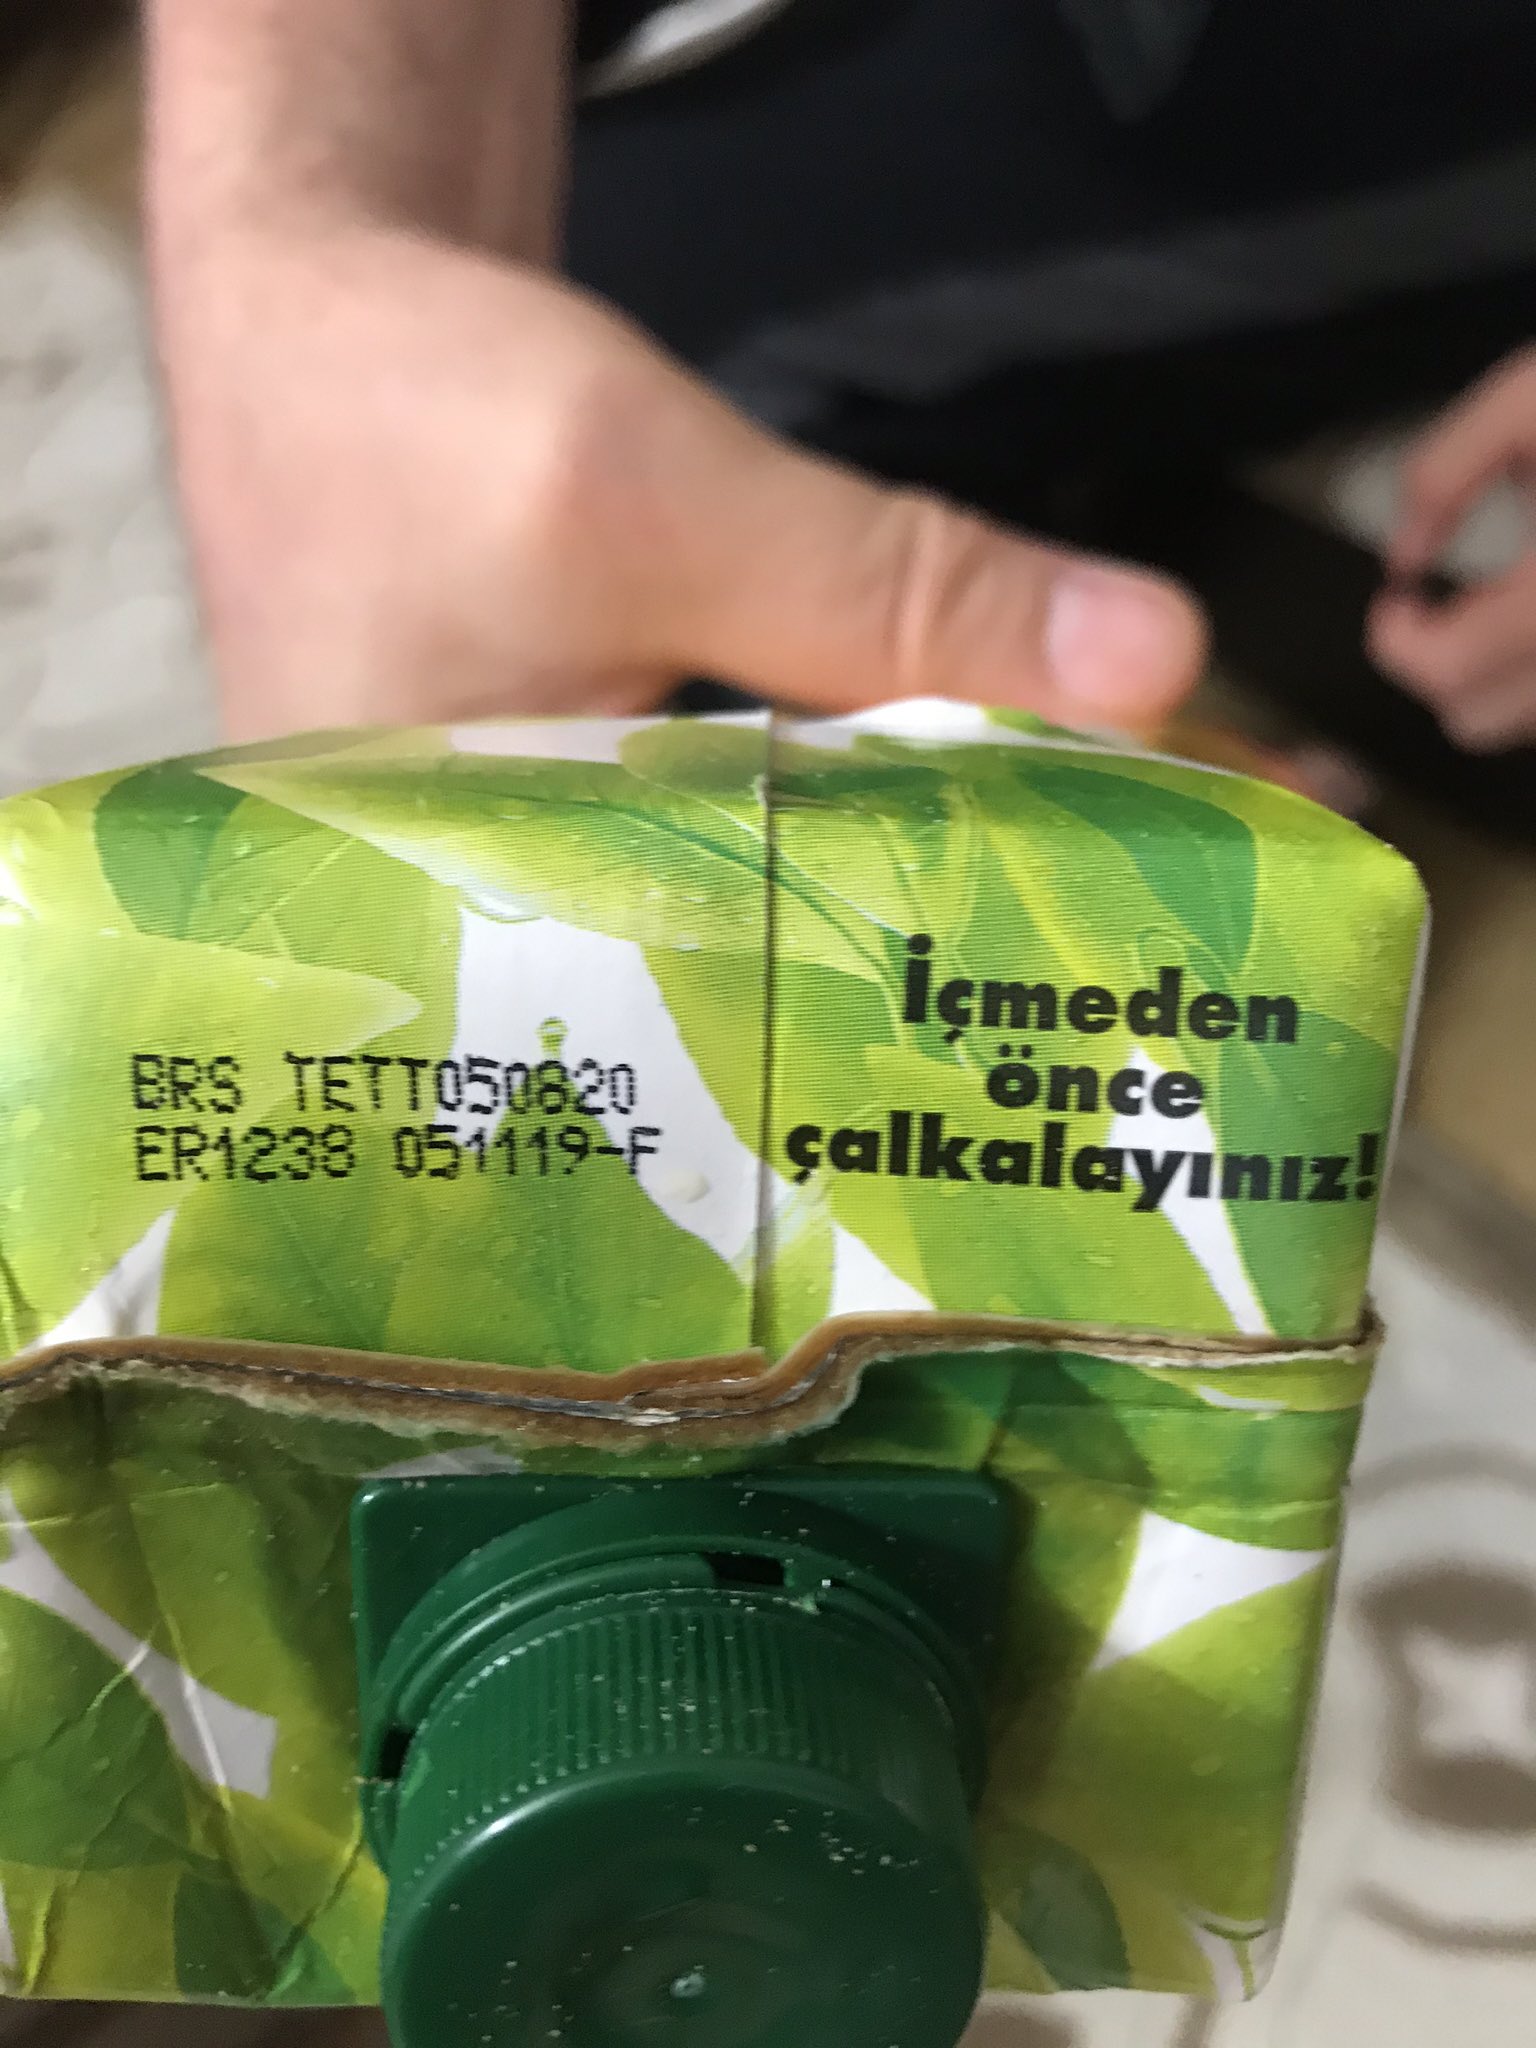 BRS TETT050820
ER1238 051119-F
İçmeden
önce
çalkalayınız!